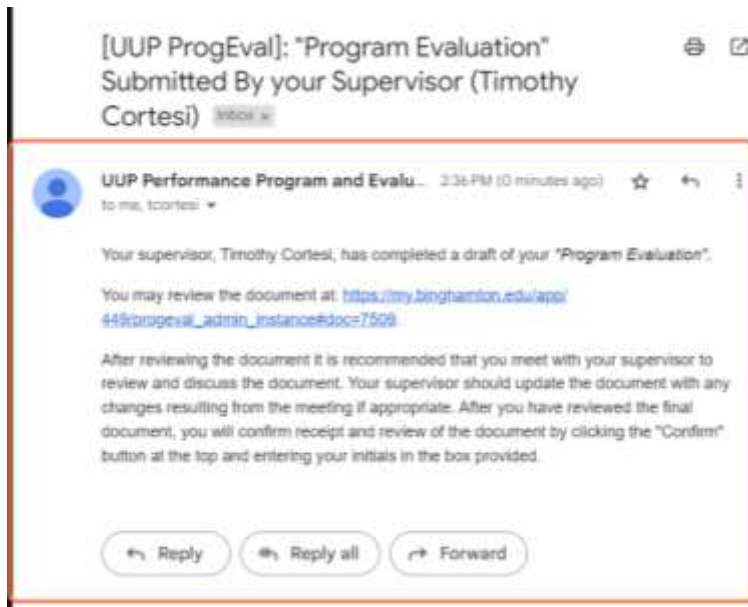 [UUP ProgEval]: "Program Evaluation"
Submitted By your Supervisor (Timothy
Cortesi) Inbox x
UUP Performance Program and Evalu... 2:36 PM (0 minutes ago)
to me, tcortesi
Your supervisor, Timothy Cortesi, has completed a draft of your "Program Evaluation".
You may review the document at: https://my.binghamton.edu/app/
449/progeval_admin_instance#doc=7508.
After reviewing the document it is recommended that you meet with your supervisor to
review and discuss the document. Your supervisor should update the document with any
changes resulting from the meeting if appropriate. After you have reviewed the final
document, you will confirm receipt and review of the document by clicking the "Confirm"
button at the top and entering your initials in the box provided.
Reply Reply all Forward